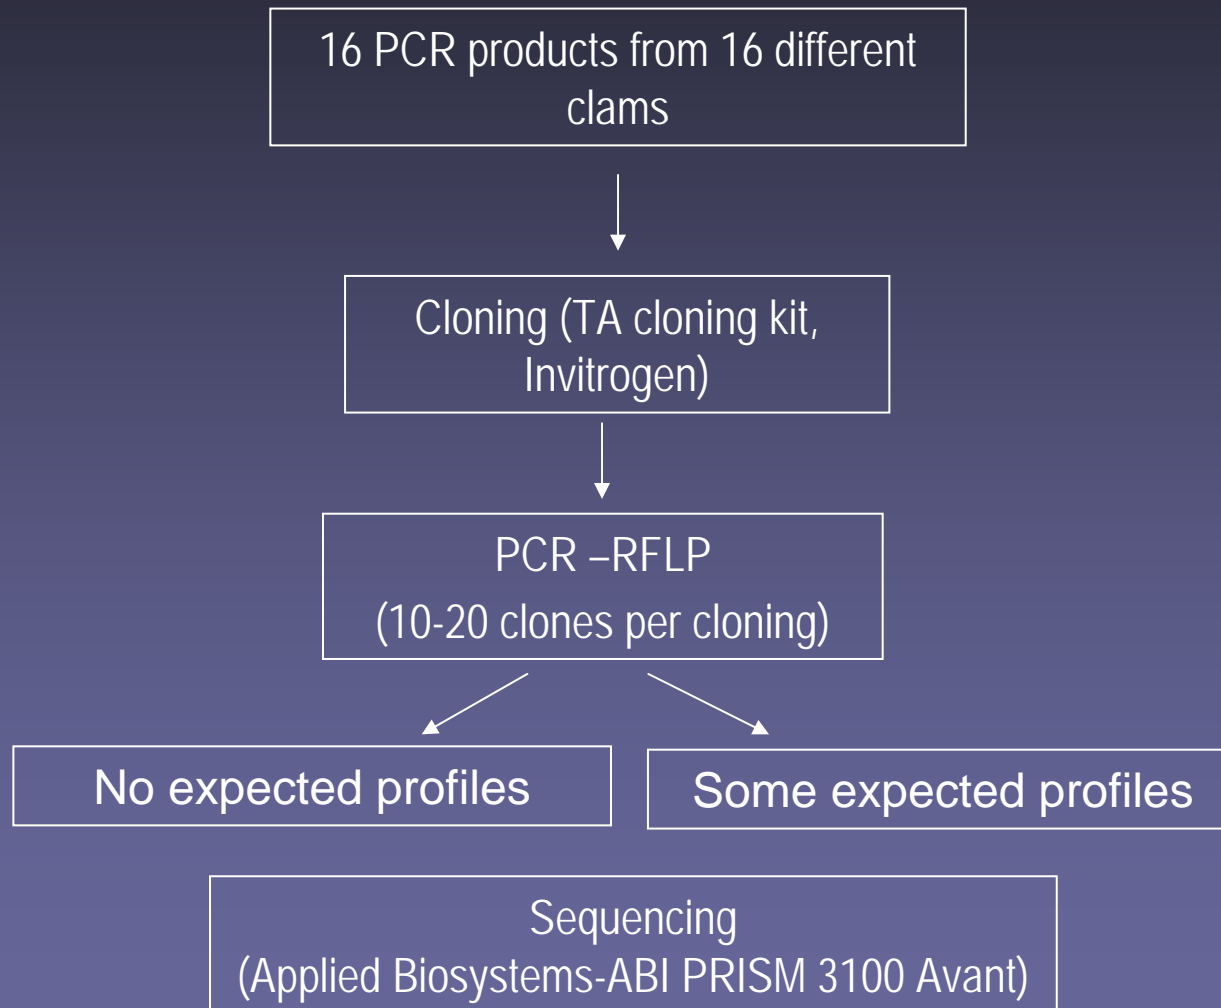 16 PCR products from 16 different
clams
Cloning (TA cloning kit,
Invitrogen)
PCR –RFLP
(10-20 clones per cloning)
No expected profiles
Some expected profiles
Sequencing
(Applied Biosystems-ABI PRISM 3100 Avant)